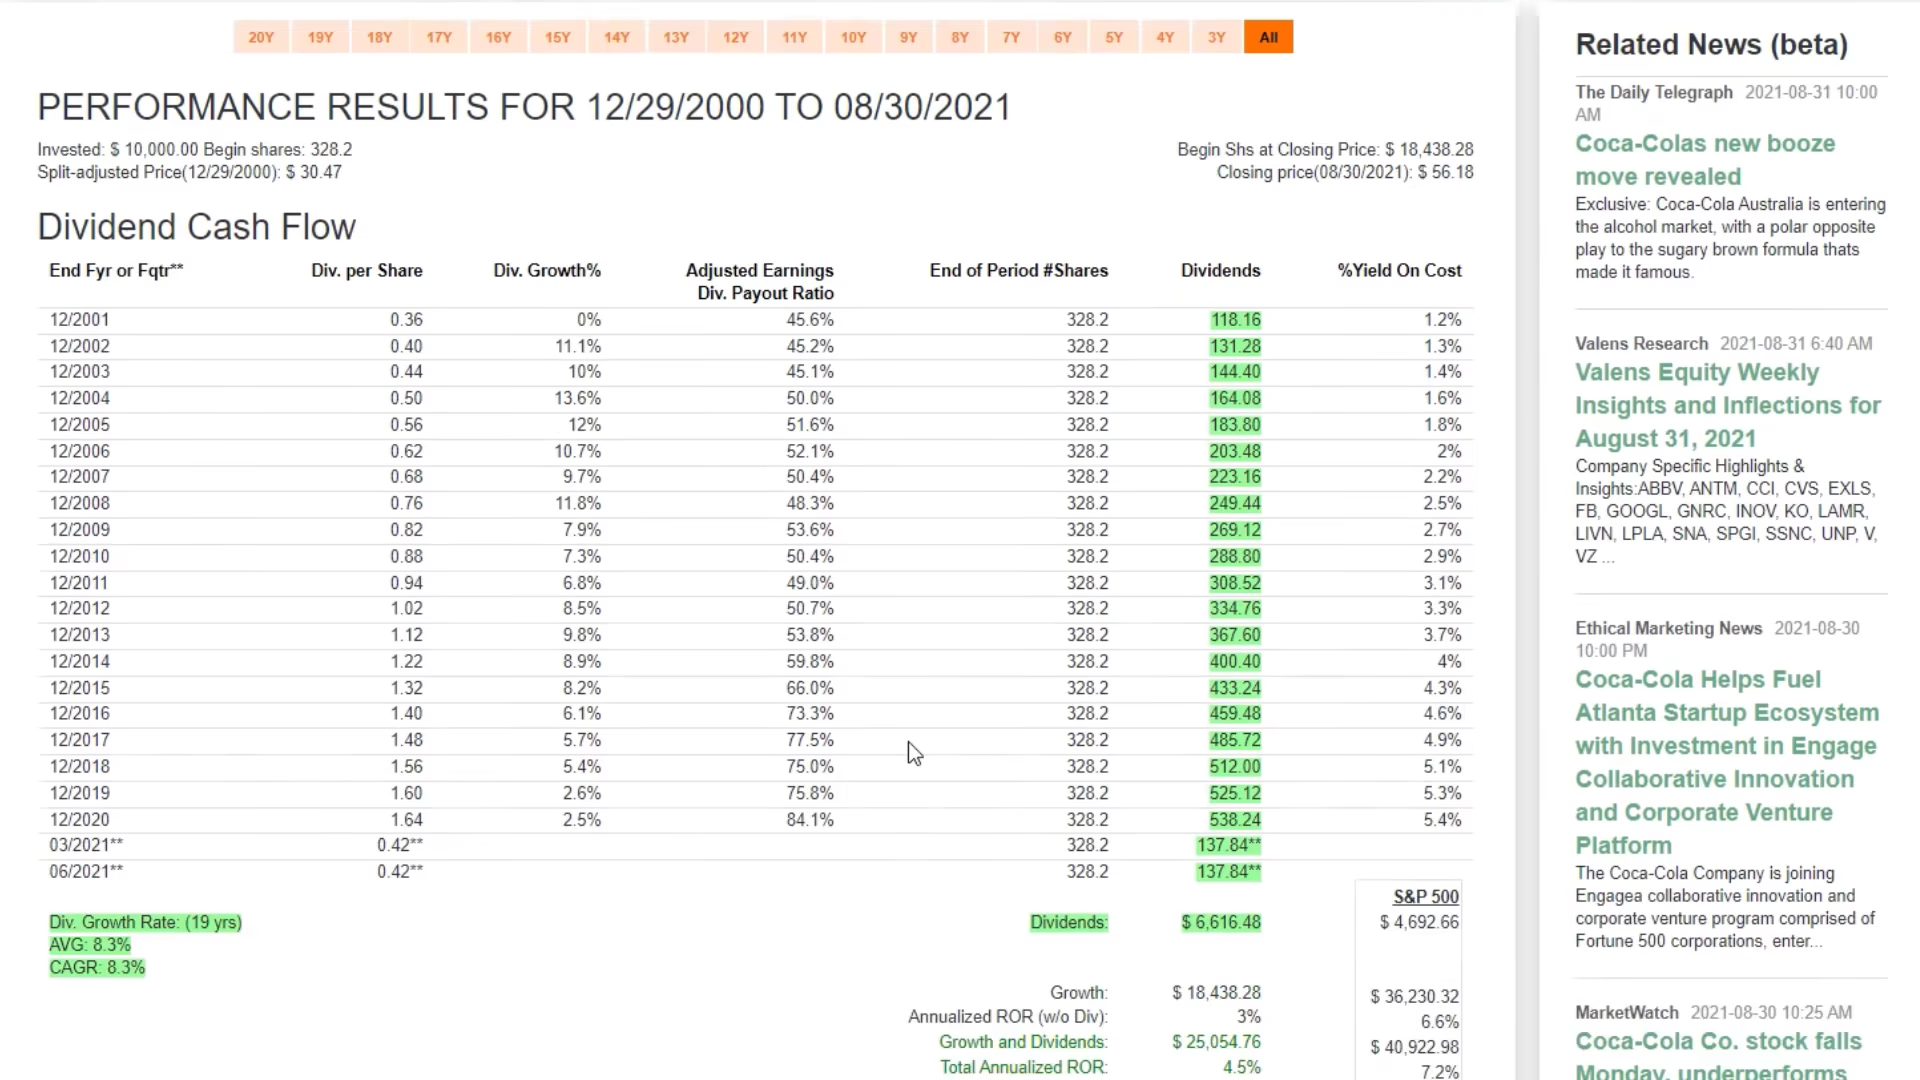 20Y 19Y 18Y 17Y 16Y 15Y 14Y 13Y 12Y 11Y 10Y 9Y 8Y 7Y 6Y 5Y 4Y 3Y All
PERFORMANCE RESULTS FOR 12/29/2000 TO 08/30/2021
Invested: $ 10,000.00 Begin shares: 328.2
Split-adjusted Price(12/29/2000): $ 30.47
Begin Shs at Closing Price: $ 18,438.28
Closing price(08/30/2021): $ 56.18
Dividend Cash Flow
End Fyr or Fqtr** Div. per Share Div. Growth% Adjusted Earnings End of Period #Shares Dividends %Yield On Cost
Div. Payout Ratio
12/2001 0.36 0% 45.6% 328.2 118.16 1.2%
12/2002 0.40 11.1% 45.2% 328.2 131.28 1.3%
12/2003 0.44 10% 45.1% 328.2 144.40 1.4%
12/2004 0.50 13.6% 50.0% 328.2 164.08 1.6%
12/2005 0.56 12% 51.6% 328.2 183.80 1.8%
12/2006 0.62 10.7% 52.1% 328.2 203.48 2%
12/2007 0.68 9.7% 50.4% 328.2 223.16 2.2%
12/2008 0.76 11.8% 48.3% 328.2 249.44 2.5%
12/2009 0.82 7.9% 53.6% 328.2 269.12 2.7%
12/2010 0.88 7.3% 50.4% 328.2 288.80 2.9%
12/2011 0.94 6.8% 49.0% 328.2 308.52 3.1%
12/2012 1.02 8.5% 50.7% 328.2 334.76 3.3%
12/2013 1.12 9.8% 53.8% 328.2 367.60 3.7%
12/2014 1.22 8.9% 59.8% 328.2 400.40 4%
12/2015 1.32 8.2% 66.0% 328.2 433.24 4.3%
12/2016 1.40 6.1% 73.3% 328.2 459.48 4.6%
12/2017 1.48 5.7% 77.5% 328.2 485.72 4.9%
12/2018 1.56 5.4% 75.0% 328.2 512.00 5.1%
12/2019 1.60 2.6% 75.8% 328.2 525.12 5.3%
12/2020 1.64 2.5% 84.1% 328.2 538.24 5.4%
03/2021** 0.42** 328.2 137.84**
06/2021** 0.42** 328.2 137.84**
S&P 500
Div. Growth Rate: (19 yrs) Dividends: $ 6,616.48 $ 4,692.66
AVG: 8.3%
CAGR: 8.3%
Growth: $ 18,438.28 $ 36,230.32
Annualized ROR (w/o Div): 3% 6.6%
Growth and Dividends: $ 25,054.76 $ 40,922.98
Total Annualized ROR: 4.5% 7.2%
Related News (beta)
The Daily Telegraph 2021-08-31 10:00
AM
Coca-Colas new booze
move revealed
Exclusive: Coca-Cola Australia is entering
the alcohol market, with a polar opposite
play to the sugary brown formula thats
made it famous.
Valens Research 2021-08-31 6:40 AM
Valens Equity Weekly
Insights and Inflections for
August 31, 2021
Company Specific Highlights &
Insights:ABBV, ANTM, CCI, CVS, EXLS,
FB, GOOGL, GNRC, INOV, KO, LAMR,
LIVN, LPLA, SNA, SPGI, SSNC, UNP, V,
VZ ...
Ethical Marketing News 2021-08-30
10:00 PM
Coca-Cola Helps Fuel
Atlanta Startup Ecosystem
with Investment in Engage
Collaborative Innovation
and Corporate Venture
Platform
The Coca-Cola Company is joining
Engagea collaborative innovation and
corporate venture program comprised of
Fortune 500 corporations, enter...
MarketWatch 2021-08-30 10:25 AM
Coca-Cola Co. stock falls
Monday, underperforms